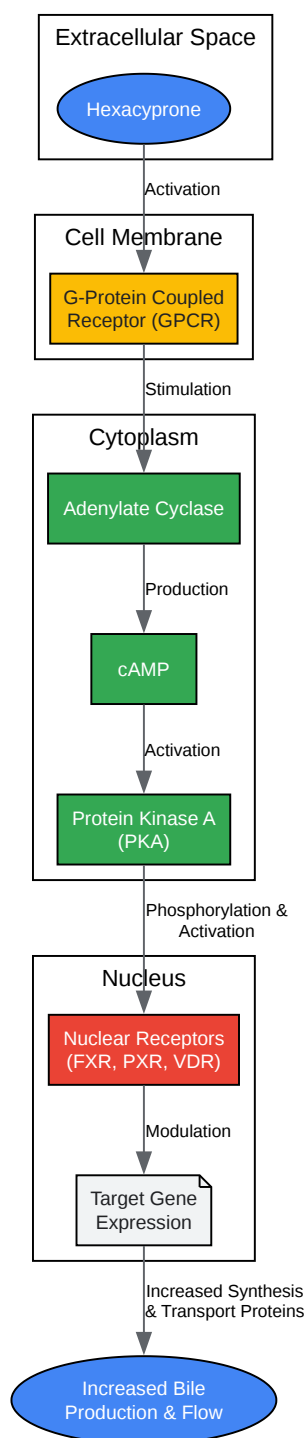 Extracellular Space
Hexacyprone
Activation
Cell Membrane
G-Protein Coupled
Receptor (GPCR)
Stimulation
Cytoplasm
Adenylate Cyclase
Production
cAMP
Activation
Protein Kinase A
(PKA)
Phosphorylation &
Activation
Nucleus
Nuclear Receptors
(FXR, PXR, VDR)
Modulation
Target Gene
Expression
Increased Synthesis
& Transport Proteins
Increased Bile
Production & Flow